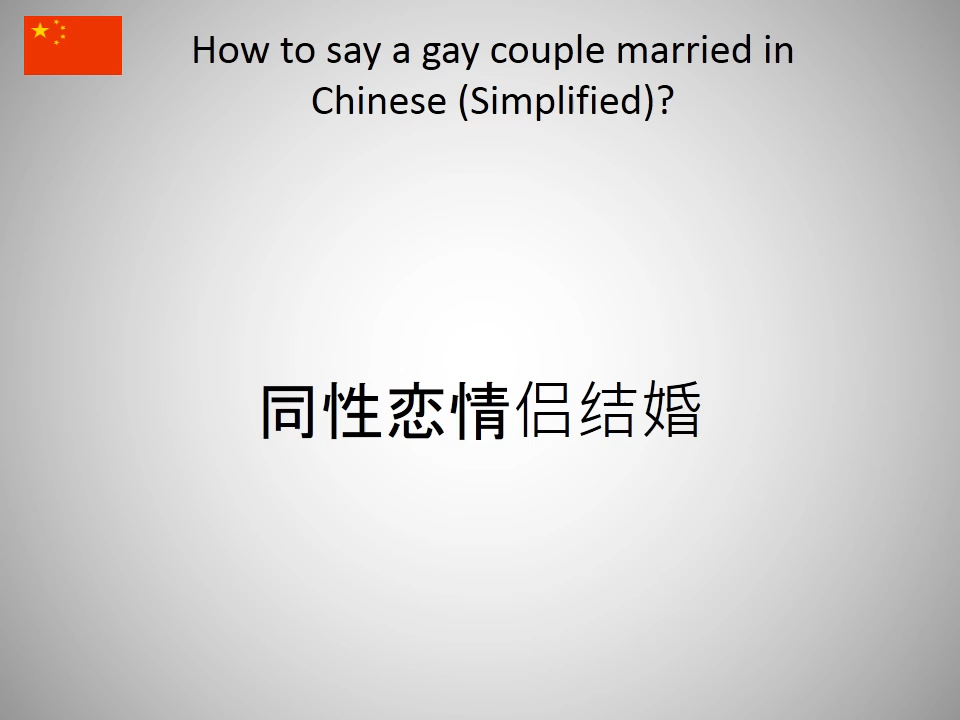 How to say a gay couple married in
Chinese (Simplified)?
同性恋情侣结婚